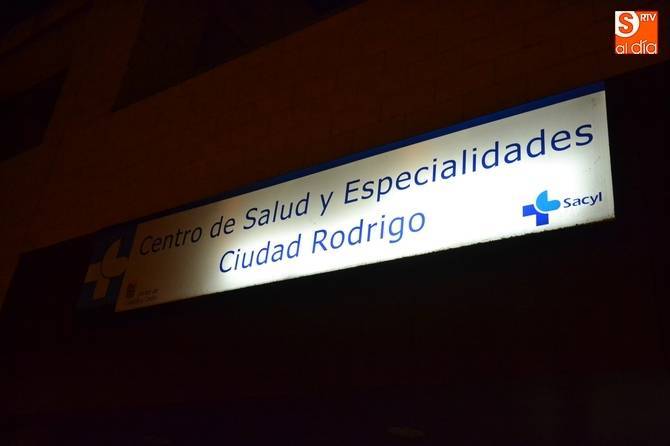 S RTV
al día
Centro de Salud y Especialidades
Ciudad Rodrigo
Sacyl